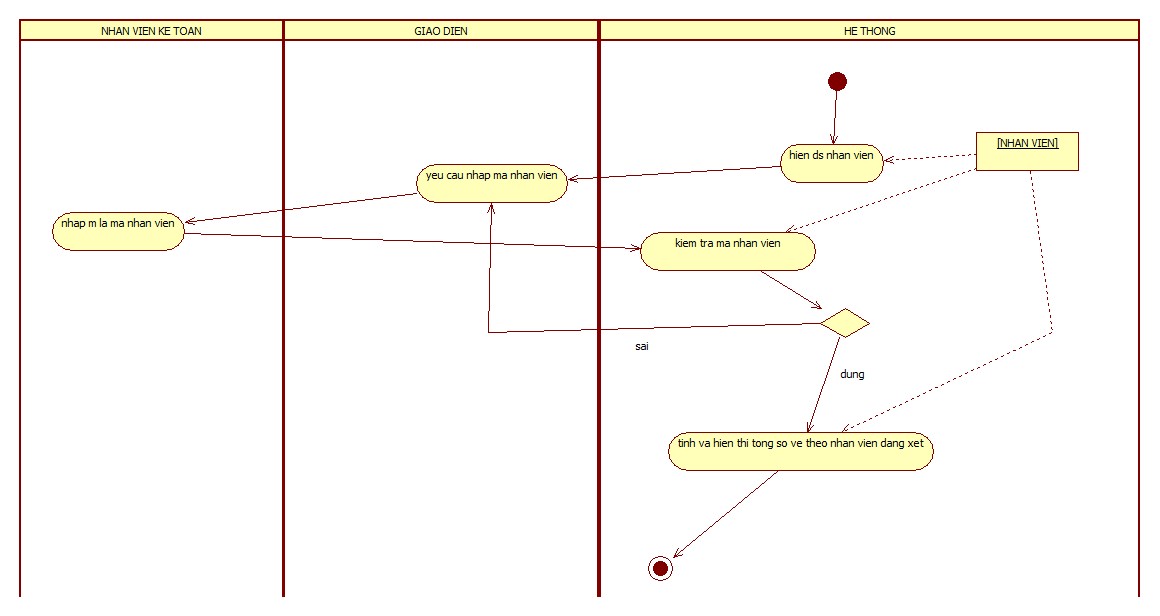 NHAN VIEN KE TOAN
GIAO DIEN
HE THONG
[NHAN VIEN]
hien ds nhan vien
yeu cau nhap ma nhan vien
nhap m la ma nhan vien
kiem tra ma nhan vien
sai
dung
tinh va hien thi tong so ve theo nhan vien dang xet